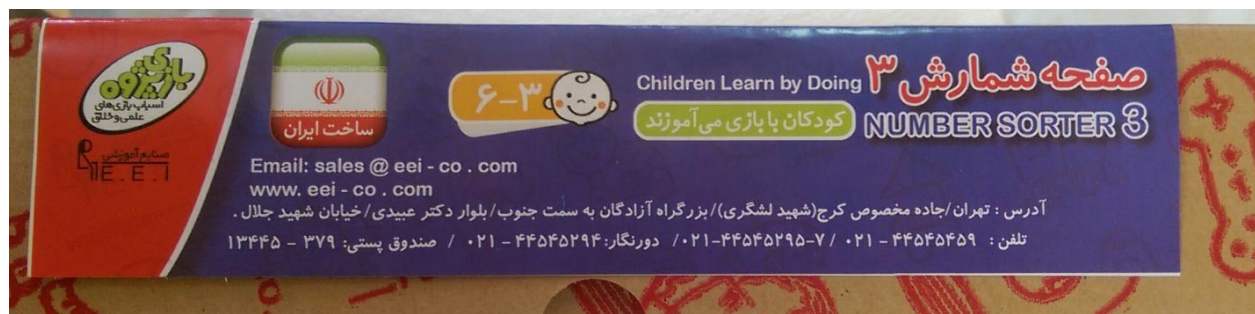 صفحه شمارش ۳
NUMBER SORTER 3
Children Learn by Doing
کودکان با بازی می‌آموزند
۶-۳
ساخت ایران
بازی پژوه
اسباب بازی‌های
علمی و خلاق
صنایع آموزشی
E.E.I
Email: sales @ eei - co . com
www. eei - co . com
آدرس : تهران/جاده مخصوص کرج(شهید لشگری)/بزرگراه آزادگان به سمت جنوب/بلوار دکتر عبیدی/خیابان شهید جلال .
تلفن : ۴۴۵۴۵۴۵۹ - ۰۲۱ / ۷-۴۴۵۴۵۲۹۵-۰۲۱/ دورنگار: ۴۴۵۴۵۲۹۴ - ۰۲۱ / صندوق پستی: ۳۷۹ - ۱۳۴۴۵